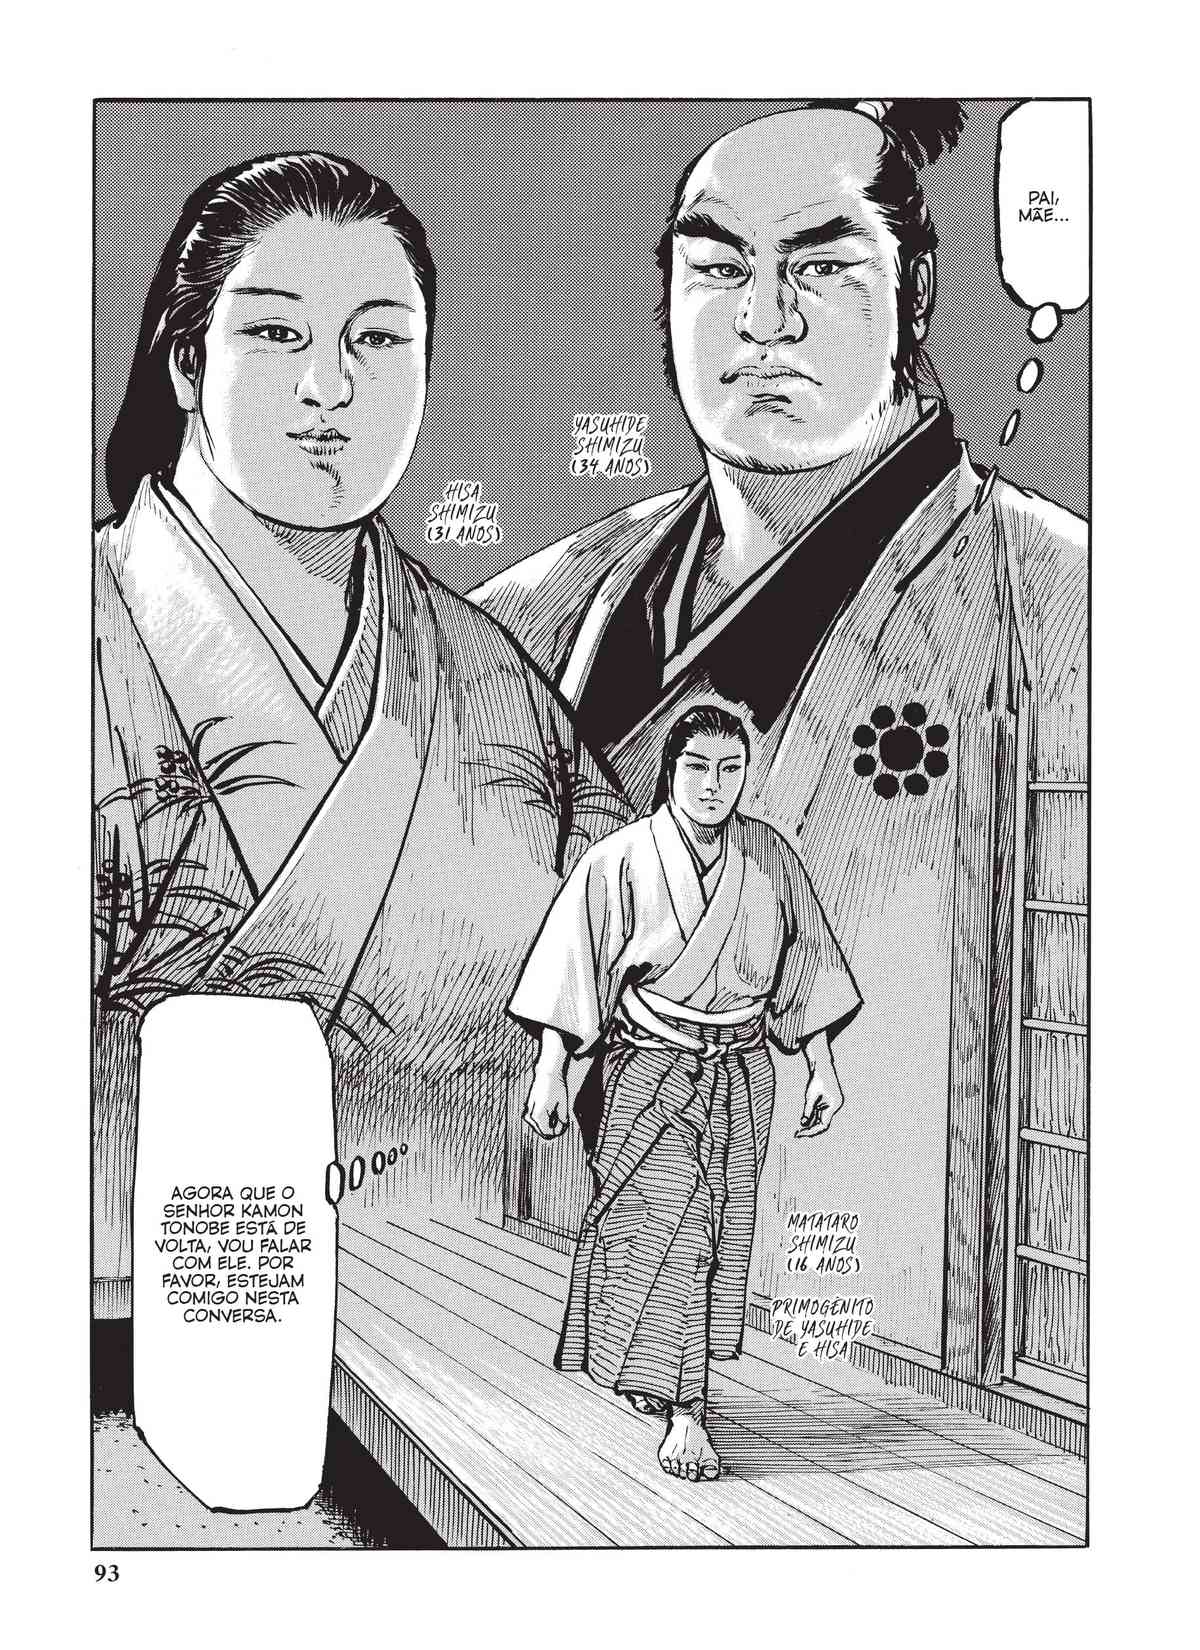 PAI,
MÃE...
YASUHIDE
SHIMIZU
(34 ANOS)
HISA
SHIMIZU
(31 ANOS)
AGORA QUE O
SENHOR KAMON
TONOBE ESTÁ DE
VOLTA, VOU FALAR
COM ELE. POR
FAVOR, ESTEJAM
COMIGO NESTA
CONVERSA.
MATATARO
SHIMIZU
(16 ANOS)
PRIMOGÊNITO
DE YASUHIDE
E HISA
93